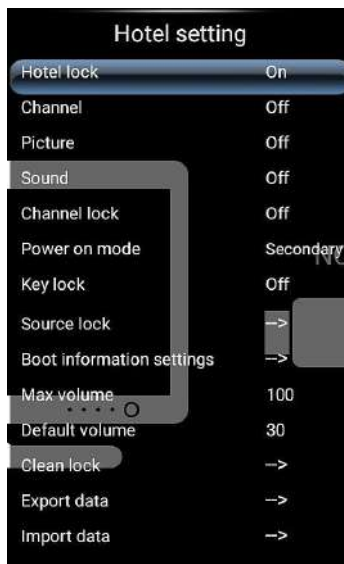 Hotel setting
Hotel lock On
Channel Off
Picture Off
Sound Off
Channel lock Off
Power on mode Secondary
Key lock Off
Source lock -->
Boot information settings -->
Max volume 100
Default volume 30
Clean lock -->
Export data -->
Import data -->